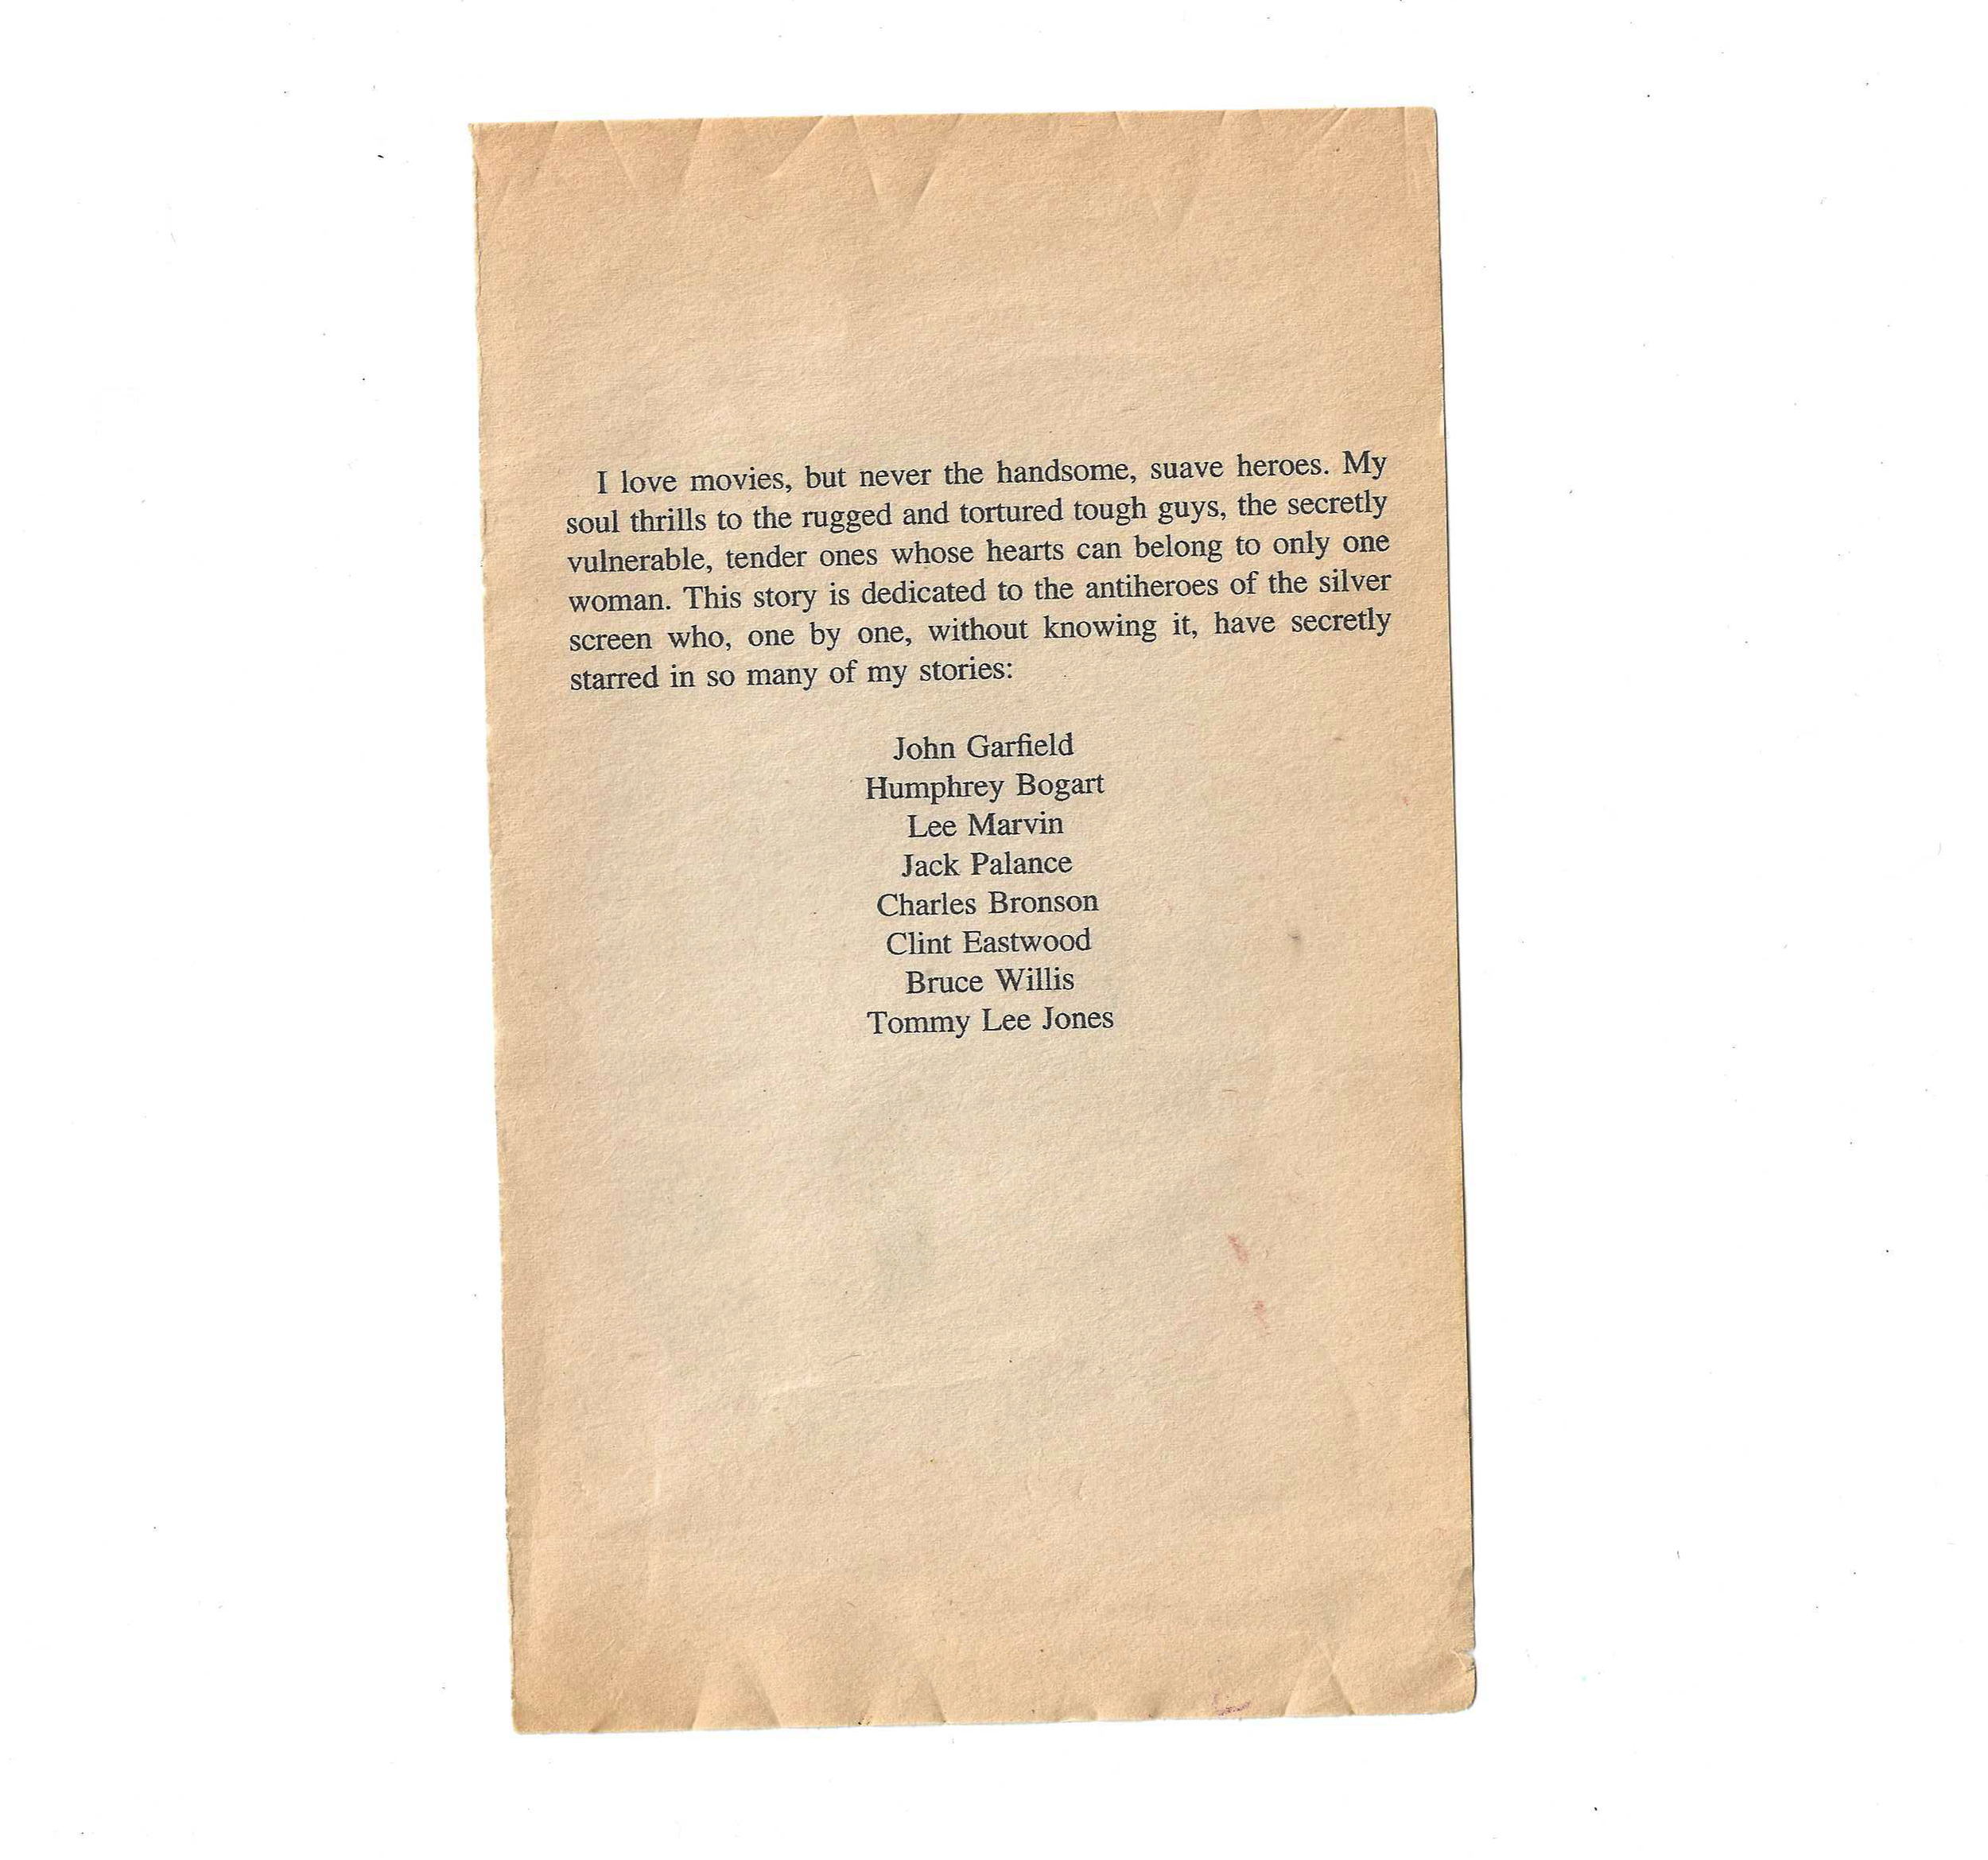 I love movies, but never the handsome, suave heroes. My
soul thrills to the rugged and tortured tough guys, the secretly
vulnerable, tender ones whose hearts can belong to only one
woman. This story is dedicated to the antiheroes of the silver
screen who, one by one, without knowing it, have secretly
starred in so many of my stories:
John Garfield
Humphrey Bogart
Lee Marvin
Jack Palance
Charles Bronson
Clint Eastwood
Bruce Willis
Tommy Lee Jones